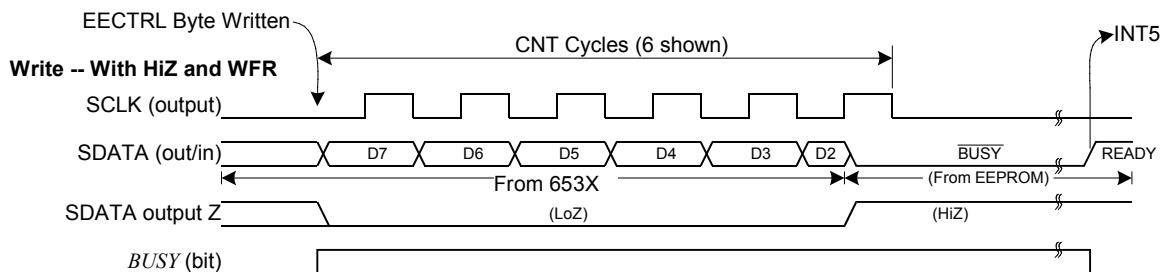 EECTRL Byte Written
INT5
CNT Cycles (6 shown)
Write -- With HiZ and WFR
SCLK (output)
SDATA (out/in) D7 D6 D5 D4 D3 D2 BUSY READY
From 653X (From EEPROM)
SDATA output Z (LoZ) (HiZ)
BUSY (bit)